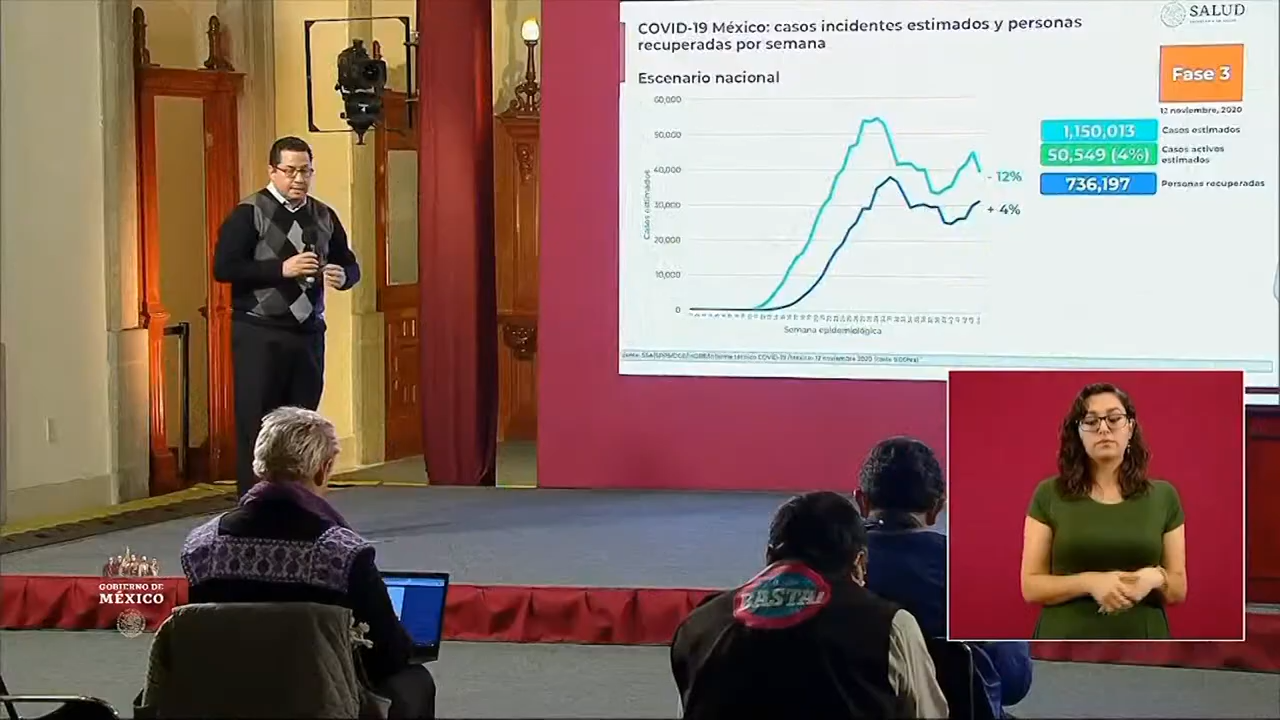 COVID-19 México: casos incidentes estimados y personas
recuperadas por semana
SALUD
Escenario nacional
Fase 3
12 noviembre, 2020
60,000
50,000
40,000
30,000
20,000
10,000
0
Casos estimados
- 12%
+ 4%
Semana epidemiológica
1,150,013
Casos estimados
50,549 (4%)
Casos activos
estimados
736,197
Personas recuperadas
GOBIERNO DE
MÉXICO
BASTA!